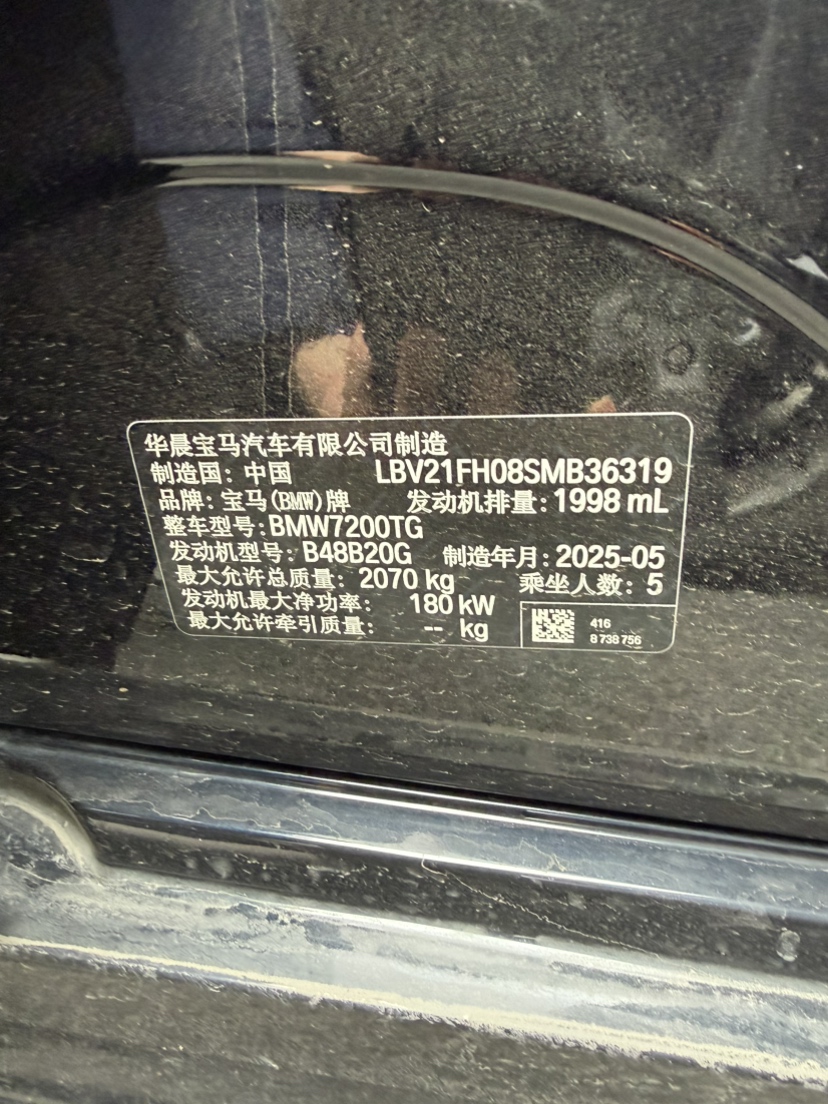 华晨宝马汽车有限公司制造
制造国：中国 LBV21FH08SMB36319
品牌：宝马(BMW)牌 发动机排量：1998 mL
整车型号：BMW7200TG
发动机型号：B48B20G 制造年月：2025-05
最大允许总质量：2070 kg 乘坐人数：5
发动机最大净功率： 180 kW
最大允许牵引质量： -- kg
416
8 738 756